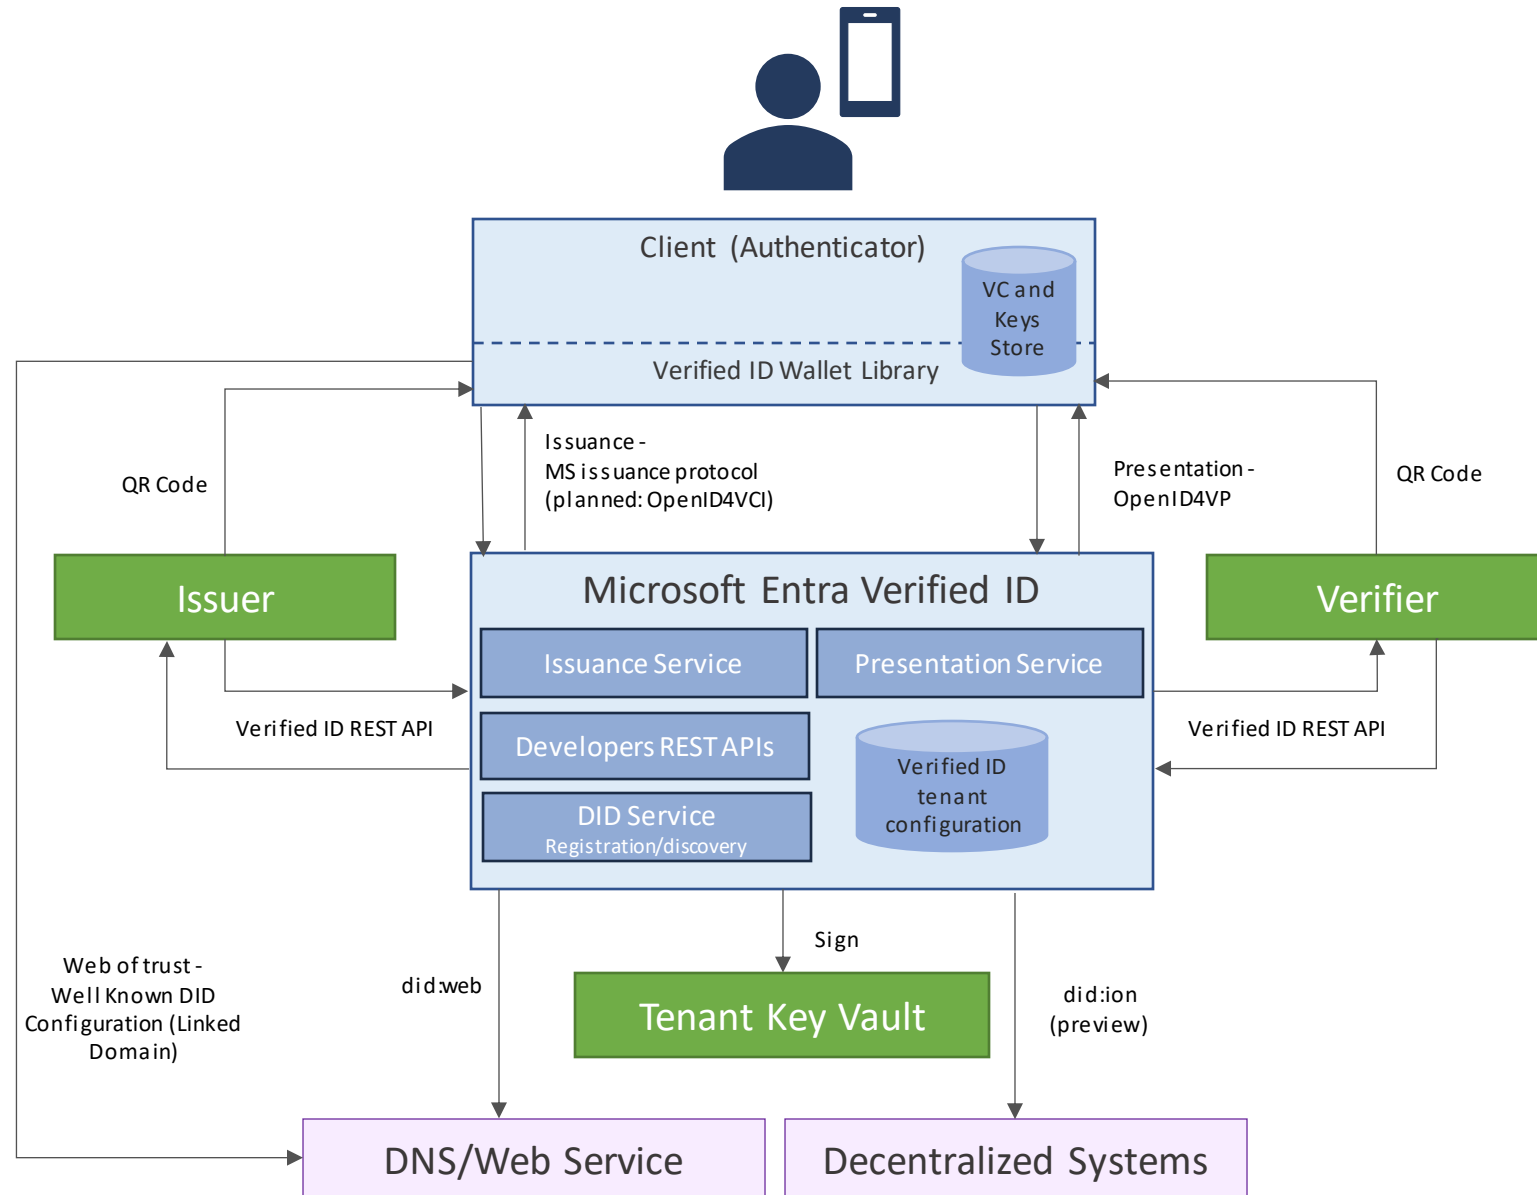 Client (Authenticator)
VC and
Keys
Store
Verified ID Wallet Library
Issuance -
MS issuance protocol
(planned: OpenID4VCI)
Presentation -
OpenID4VP
QR Code
QR Code
Issuer
Microsoft Entra Verified ID
Verifier
Issuance Service
Presentation Service
Verified ID REST API
Developers REST APIs
Verified ID
tenant
configuration
Verified ID REST API
DID Service
Registration/discovery
Web of trust -
Well Known DID
Configuration (Linked
Domain)
did:web
Sign
did:ion
(preview)
Tenant Key Vault
DNS/Web Service
Decentralized Systems